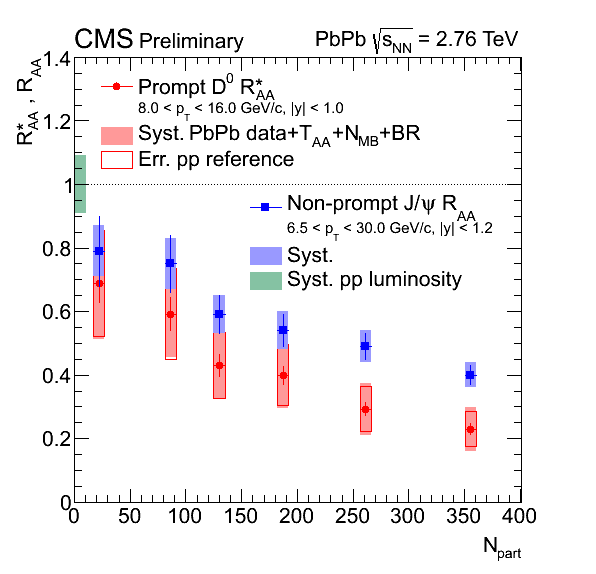 CMS Preliminary PbPb √s_NN = 2.76 TeV
R*_AA , R_AA
1.4
1.2
1
0.8
0.6
0.4
0.2
0
Prompt D⁰ R*_AA
8.0 < p_T < 16.0 GeV/c, |y| < 1.0
Syst. PbPb data+T_AA+N_MB+BR
Err. pp reference
Non-prompt J/ψ R_AA
6.5 < p_T < 30.0 GeV/c, |y| < 1.2
Syst.
Syst. pp luminosity
0 50 100 150 200 250 300 350 400
N_part